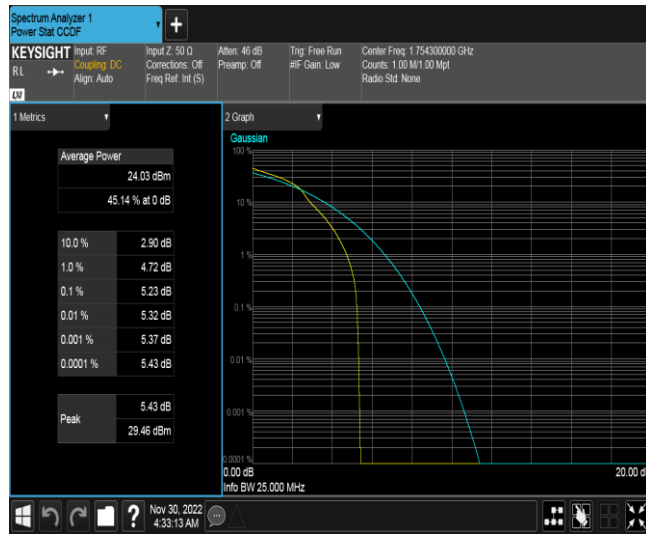 Spectrum Analyzer 1
Power Stat CCDF
+
KEYSIGHT
RL
LXI
Input: RF
Coupling: DC
Align: Auto
Input Z: 50 Ω
Corrections: Off
Freq Ref: Int (S)
Atten: 46 dB
Preamp: Off
Trig: Free Run
#IF Gain: Low
Center Freq: 1.754300000 GHz
Counts: 1.00 M/1.00 Mpt
Radio Std: None
1 Metrics
Average Power
24.03 dBm
45.14 % at 0 dB
10.0 % 2.90 dB
1.0 % 4.72 dB
0.1 % 5.23 dB
0.01 % 5.32 dB
0.001 % 5.37 dB
0.0001 % 5.43 dB
Peak
5.43 dB
29.46 dBm
2 Graph
Gaussian
100 %
10 %
1 %
0.1 %
0.01 %
0.001 %
0.0001 %
0.00 dB
20.00 d
Info BW 25.000 MHz
?
Nov 30, 2022
4:33:13 AM